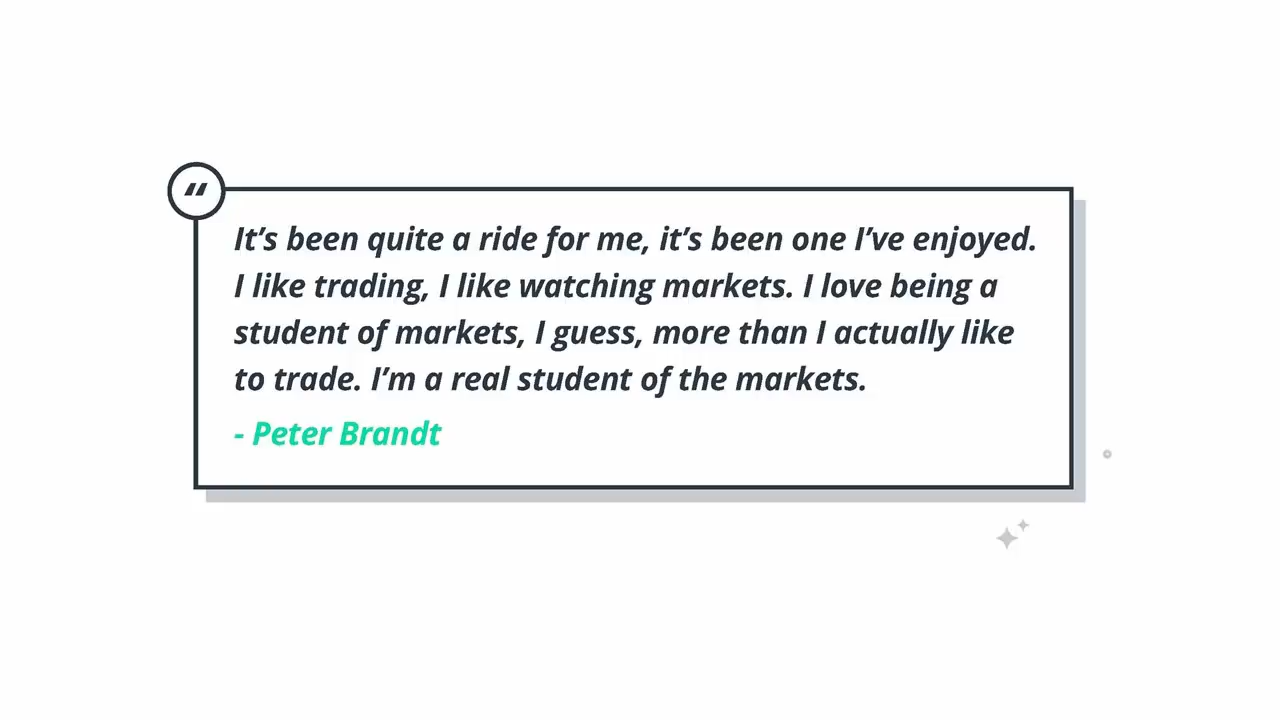 “
It’s been quite a ride for me, it’s been one I’ve enjoyed.
I like trading, I like watching markets. I love being a
student of markets, I guess, more than I actually like
to trade. I’m a real student of the markets.
- Peter Brandt